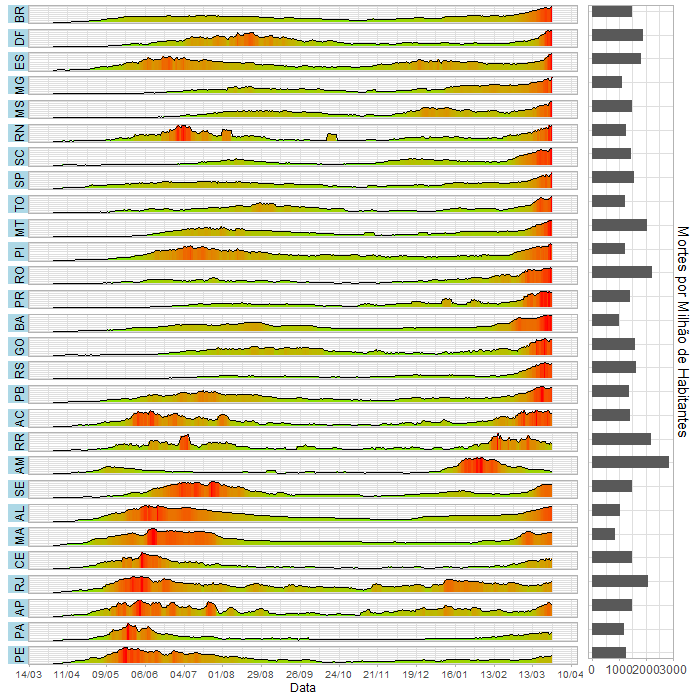 BR
DF
ES
MG
MS
RN
SC
SP
TO
MT
PI
RO
PR
BA
GO
RS
PB
AC
RR
AM
SE
AL
MA
CE
RJ
AP
PA
PE
14/03 11/04 09/05 06/06 04/07 01/08 29/08 26/09 24/10 21/11 19/12 16/01 13/02 13/03 10/04
Data
0 1000 2000 3000
Mortes por Milhão de Habitantes